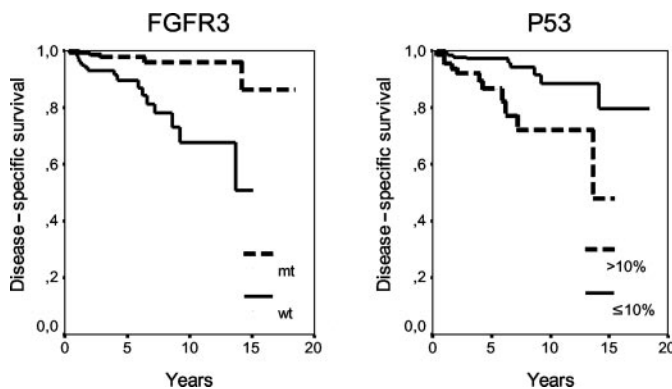 FGFR3
Disease-specific survival
1,0
,8
,6
,4
,2
0,0
mt
wt
0 5 10 15 20
Years
P53
Disease-specific survival
1,0
,8
,6
,4
,2
0,0
>10%
≤10%
0 5 10 15 20
Years